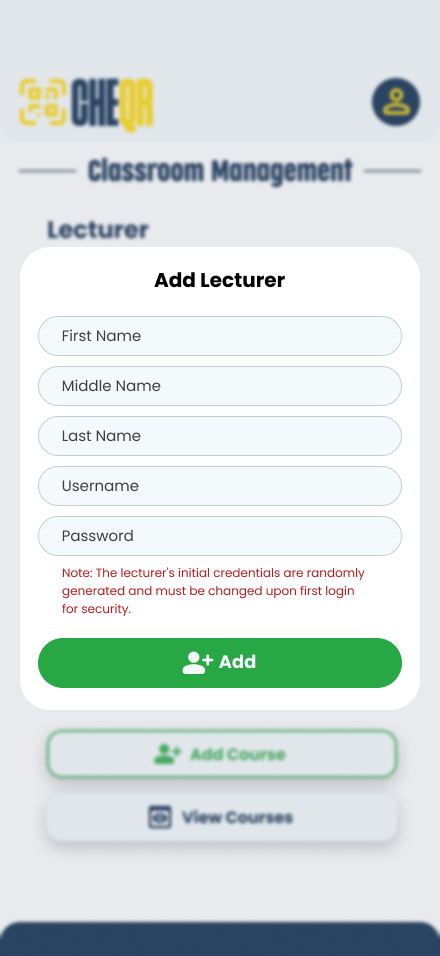 CHEQR
Classroom Management
Lecturer
Add Lecturer
First Name
Middle Name
Last Name
Username
Password
Note: The lecturer's initial credentials are randomly
generated and must be changed upon first login
for security.
Add
Add Course
View Courses